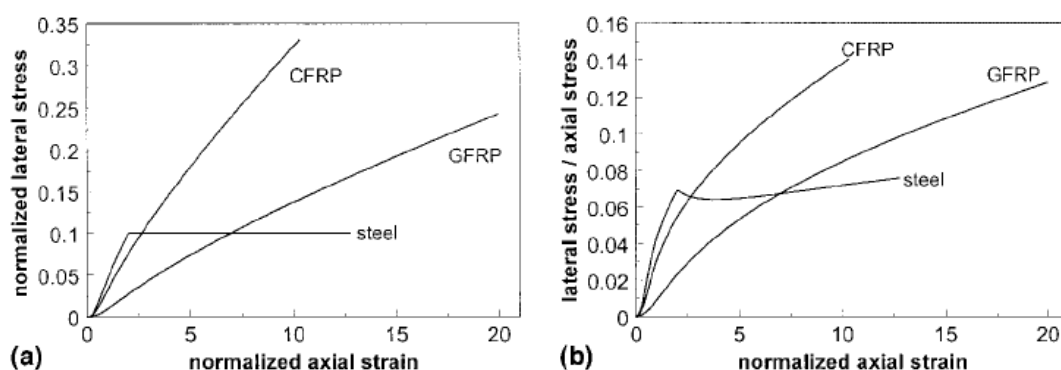 0.35
0.3
0.25
0.2
0.15
0.1
0.05
0
normalized lateral stress
CFRP
GFRP
steel
0 5 10 15 20
(a) normalized axial strain
0.16
0.14
0.12
0.10
0.08
0.06
0.04
0.02
0
lateral stress / axial stress
CFRP
GFRP
steel
0 5 10 15 20
(b) normalized axial strain